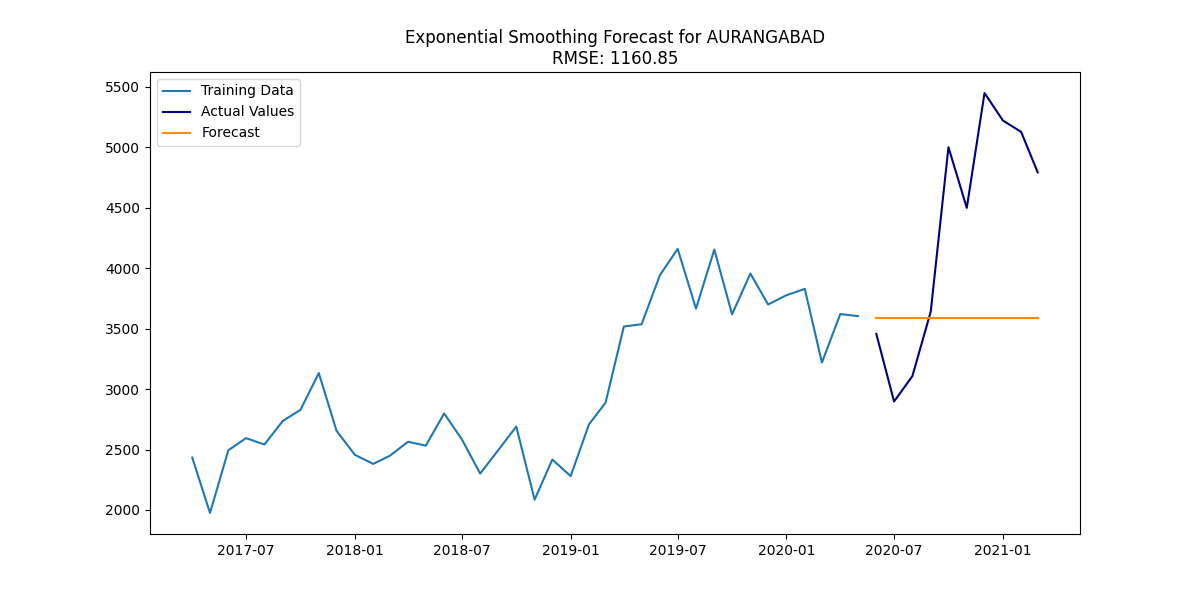 Exponential Smoothing Forecast for AURANGABAD
RMSE: 1160.85
Training Data
Actual Values
Forecast
5500
5000
4500
4000
3500
3000
2500
2000
2017-07 2018-01 2018-07 2019-01 2019-07 2020-01 2020-07 2021-01